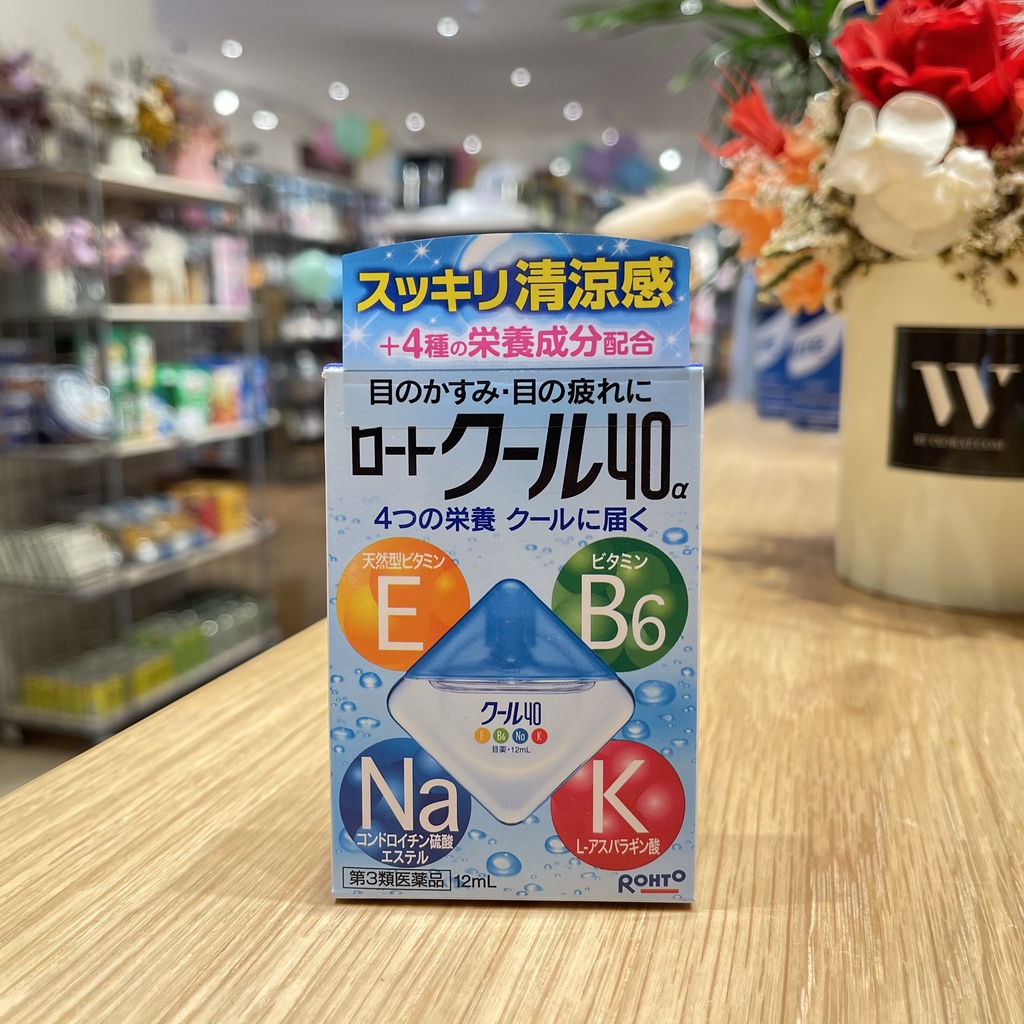 スッキリ清涼感
+4種の栄養成分配合
目のかすみ・目の疲れに
ロートクール40α
4つの栄養 クールに届く
天然型ビタミン
E
ビタミン
B6
クール40
E B6 Na K
目薬・12mL
Na
コンドロイチン硫酸
エステル
K
L-アスパラギン酸
第3類医薬品 12mL
ROHTO
W